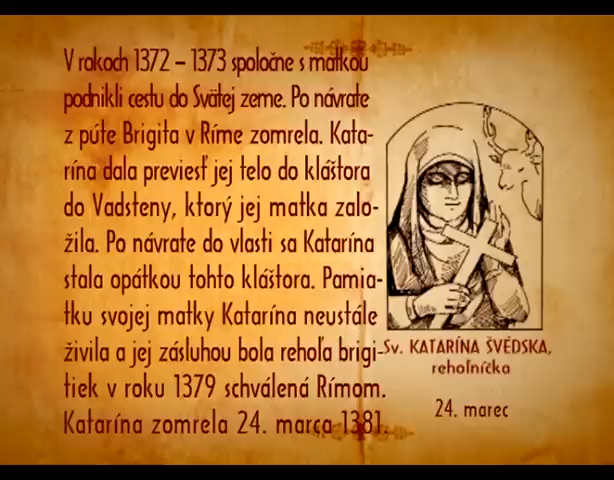 V rokoch 1372 – 1373 spoločne s matkou
podnikli cestu do Svätej zeme. Po návrate
z púte Brigita v Ríme zomrela. Kata-
rína dala previesť jej telo do kláštora
do Vadsteny, ktorý jej matka zalo-
žila. Po návrate do vlasti sa Katarína
stala opátkou tohto kláštora. Pamia-
tku svojej matky Katarína neustále
živila a jej zásluhou bola rehoľa brigi-
tiek v roku 1379 schválená Rímom.
Katarína zomrela 24. marca 1381.
Sv. KATARÍNA ŠVÉDSKA,
rehoľníčka
24. marec